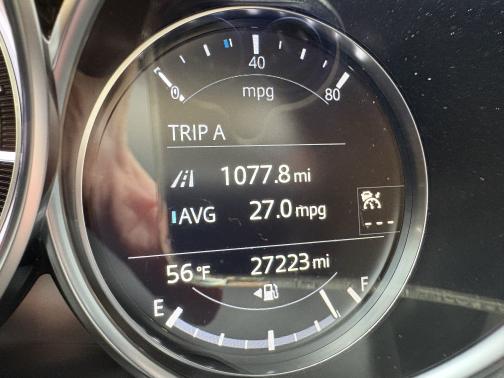 40
0 80
mpg
TRIP A
1077.8 mi
AVG 27.0 mpg
---
56°F 27223 mi
E F